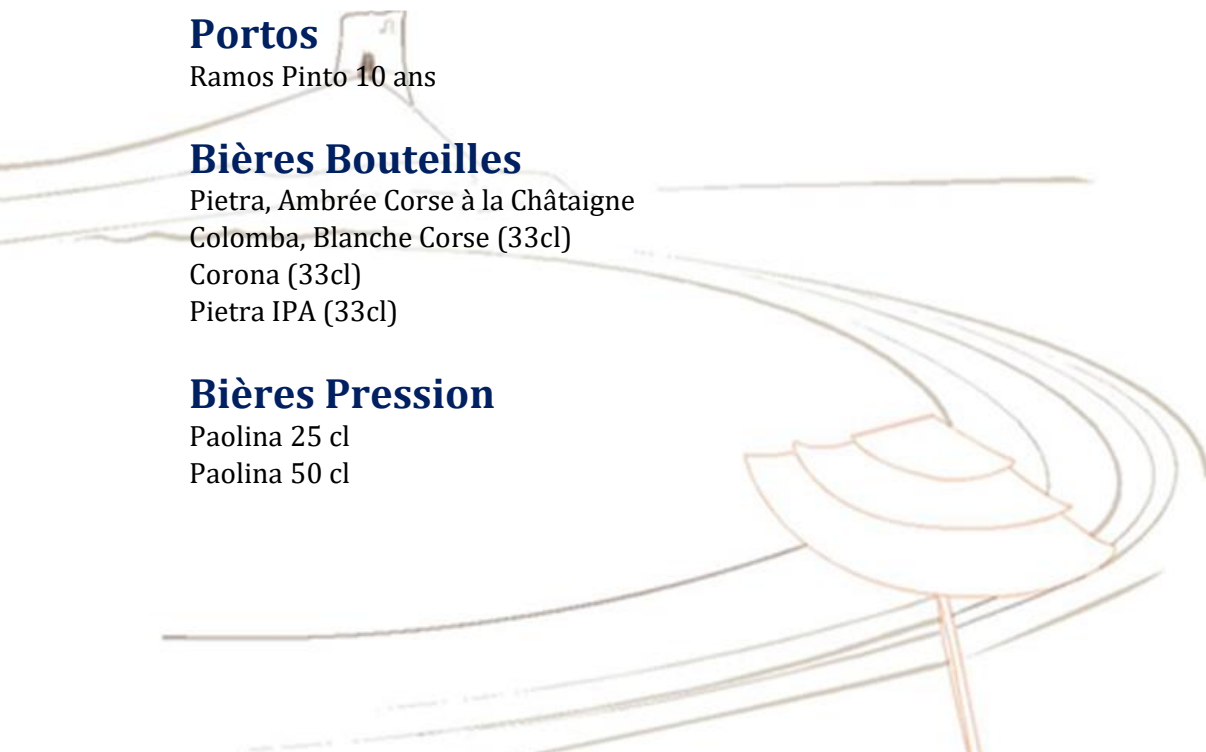 Portos
Ramos Pinto 10 ans
Bières Bouteilles
Pietra, Ambrée Corse à la Châtaigne
Colomba, Blanche Corse (33cl)
Corona (33cl)
Pietra IPA (33cl)
Bières Pression
Paolina 25 cl
Paolina 50 cl